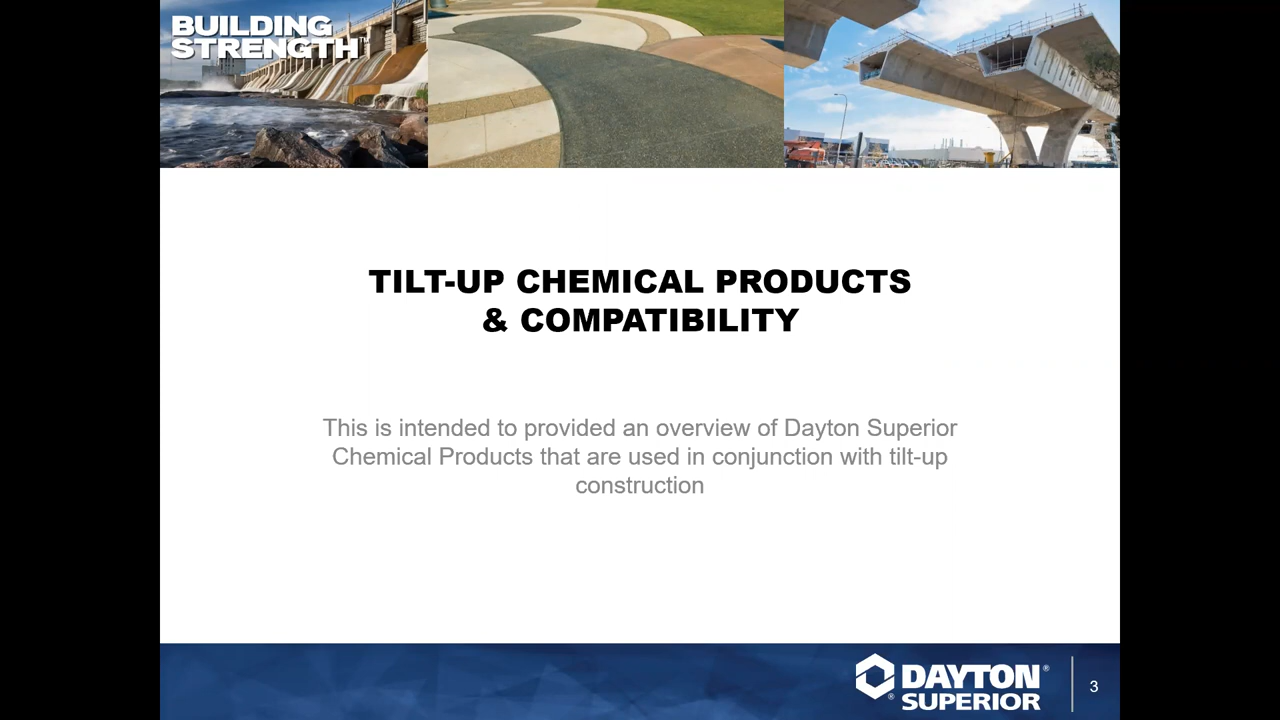 BUILDING
STRENGTH™
TILT-UP CHEMICAL PRODUCTS
& COMPATIBILITY
This is intended to provided an overview of Dayton Superior
Chemical Products that are used in conjunction with tilt-up
construction
DAYTON®
®SUPERIOR
3